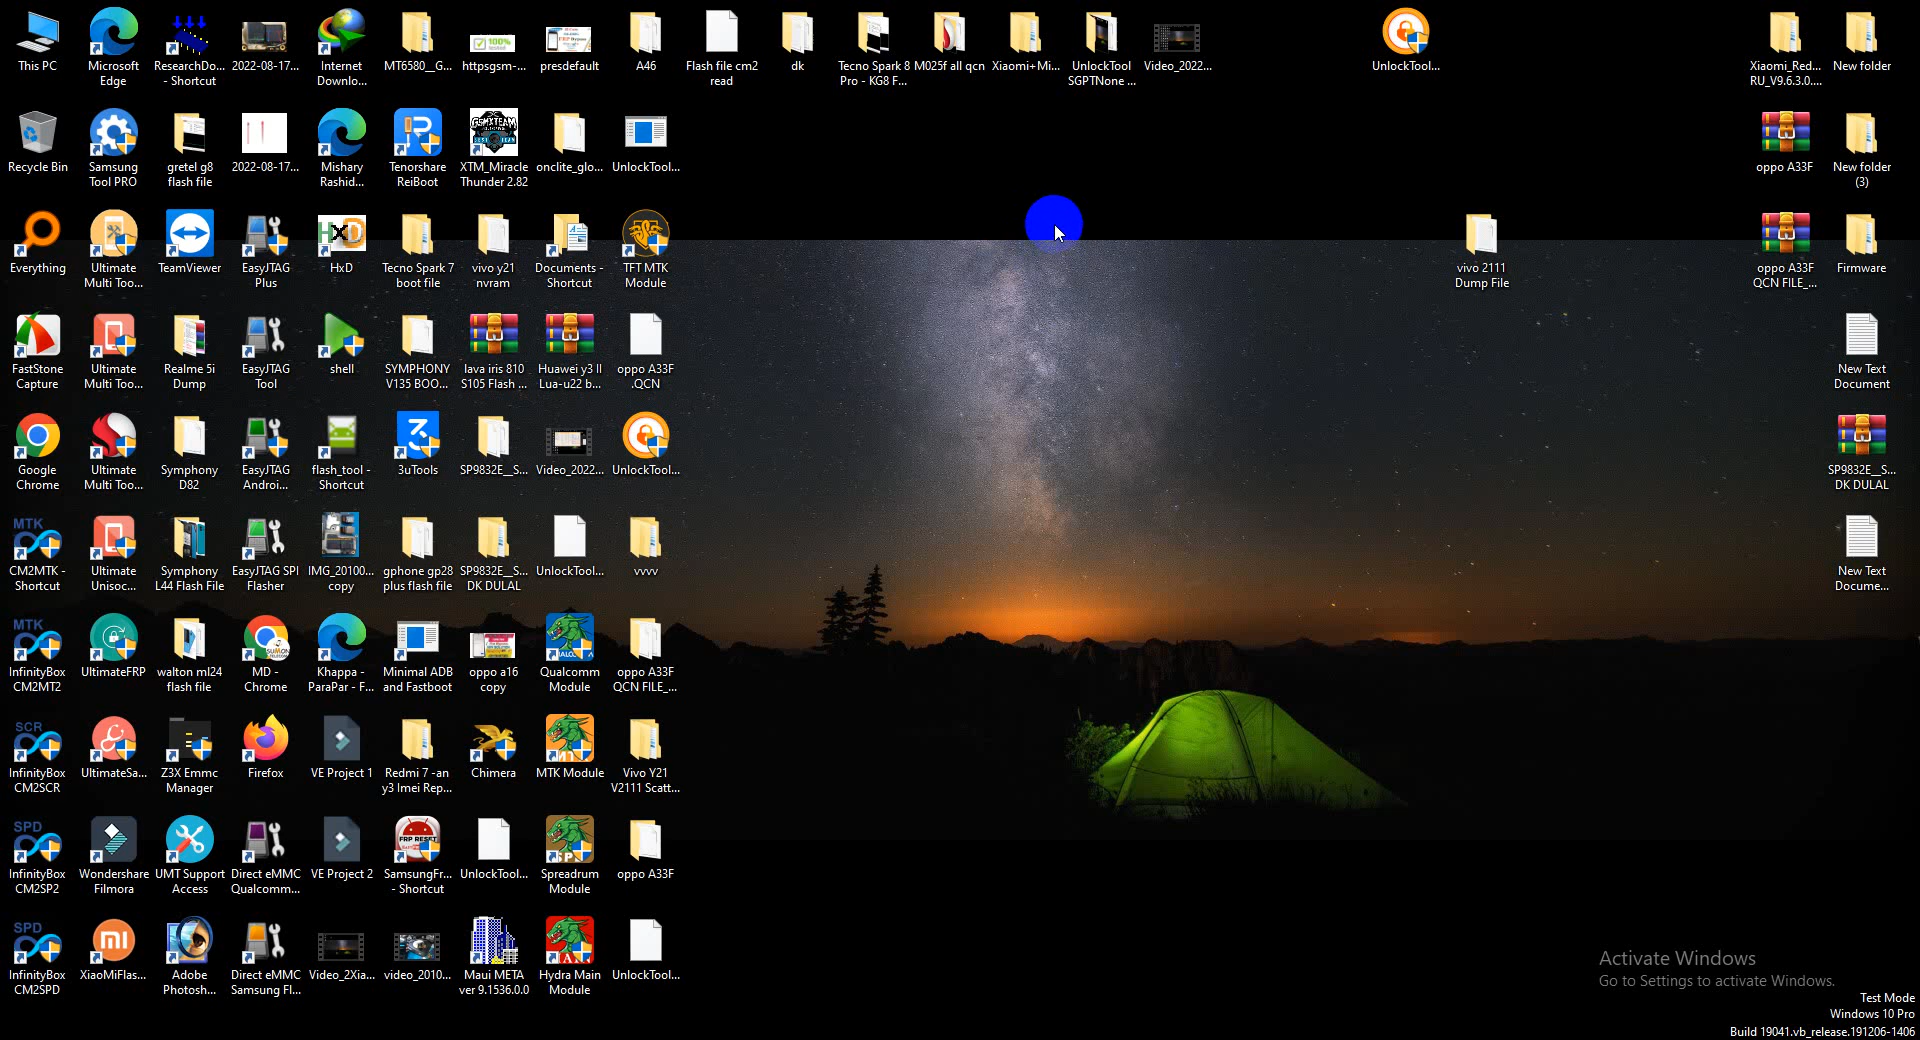 This PC
Microsoft
Edge
ResearchDo...
- Shortcut
2022-08-17...
Internet
Downlo...
MT6580__G...
httpsgsm-...
presdefault
A46
Flash file cm2
read
dk
Tecno Spark 8
Pro - KG8 F...
M025f all qcn
Xiaomi+Mi...
UnlockTool
SGPTNone ...
Video_2022...
UnlockTool...
Xiaomi_Red...
RU_V9.6.3.0....
New folder
Recycle Bin
Samsung
Tool PRO
gretel g8
flash file
2022-08-17...
Mishary
Rashid...
Tenorshare
ReiBoot
XTM_Miracle
Thunder 2.82
onclite_glo...
UnlockTool...
oppo A33F
New folder
(3)
Everything
Ultimate
Multi Too...
TeamViewer
EasyJTAG
Plus
HxD
HxD
Tecno Spark 7
boot file
vivo y21
nvram
Documents -
Shortcut
TFT MTK
Module
vivo 2111
Dump File
oppo A33F
QCN FILE_...
Firmware
FastStone
Capture
Ultimate
Multi Too...
Realme 5i
Dump
EasyJTAG
Tool
shell
SYMPHONY
V135 BOO...
lava iris 810
S105 Flash ...
Huawei y3 II
Lua-u22 b...
oppo A33F
.QCN
New Text
Document
Google
Chrome
Ultimate
Multi Too...
Symphony
D82
EasyJTAG
Androi...
flash_tool -
Shortcut
3uTools
SP9832E__S...
Video_2022...
UnlockTool...
SP9832E__S...
DK DULAL
MTK
CM2MTK -
Shortcut
Ultimate
Unisoc...
Symphony
L44 Flash File
EasyJTAG SPI
Flasher
IMG_20100...
copy
gphone gp28
plus flash file
SP9832E__S...
DK DULAL
UnlockTool...
vvvv
New Text
Docume...
MTK
InfinityBox
CM2MT2
UltimateFRP
walton ml24
flash file
SUMON
MD -
Chrome
Khappa -
ParaPar - F...
Minimal ADB
and Fastboot
oppo a16
copy
Qualcomm
Module
oppo A33F
QCN FILE_...
SCR
InfinityBox
CM2SCR
UltimateSa...
Z3X Emmc
Manager
Firefox
VE Project 1
Redmi 7 -an
y3 Imei Rep...
Chimera
MTK Module
Vivo Y21
V2111 Scatt...
SPD
InfinityBox
CM2SP2
Wondershare
Filmora
UMT Support
Access
Direct eMMC
Qualcomm...
VE Project 2
FRP RESET
SamsungFr...
- Shortcut
UnlockTool...
Spreadrum
Module
oppo A33F
SPD
InfinityBox
CM2SPD
XiaoMiFlas...
Adobe
Photosh...
Direct eMMC
Samsung Fl...
Video_2Xia...
video_2010...
Maui META
ver 9.1536.0.0
Hydra Main
Module
UnlockTool...
Activate Windows
Go to Settings to activate Windows.
Test Mode
Windows 10 Pro
Build 19041.vb_release.191206-1406